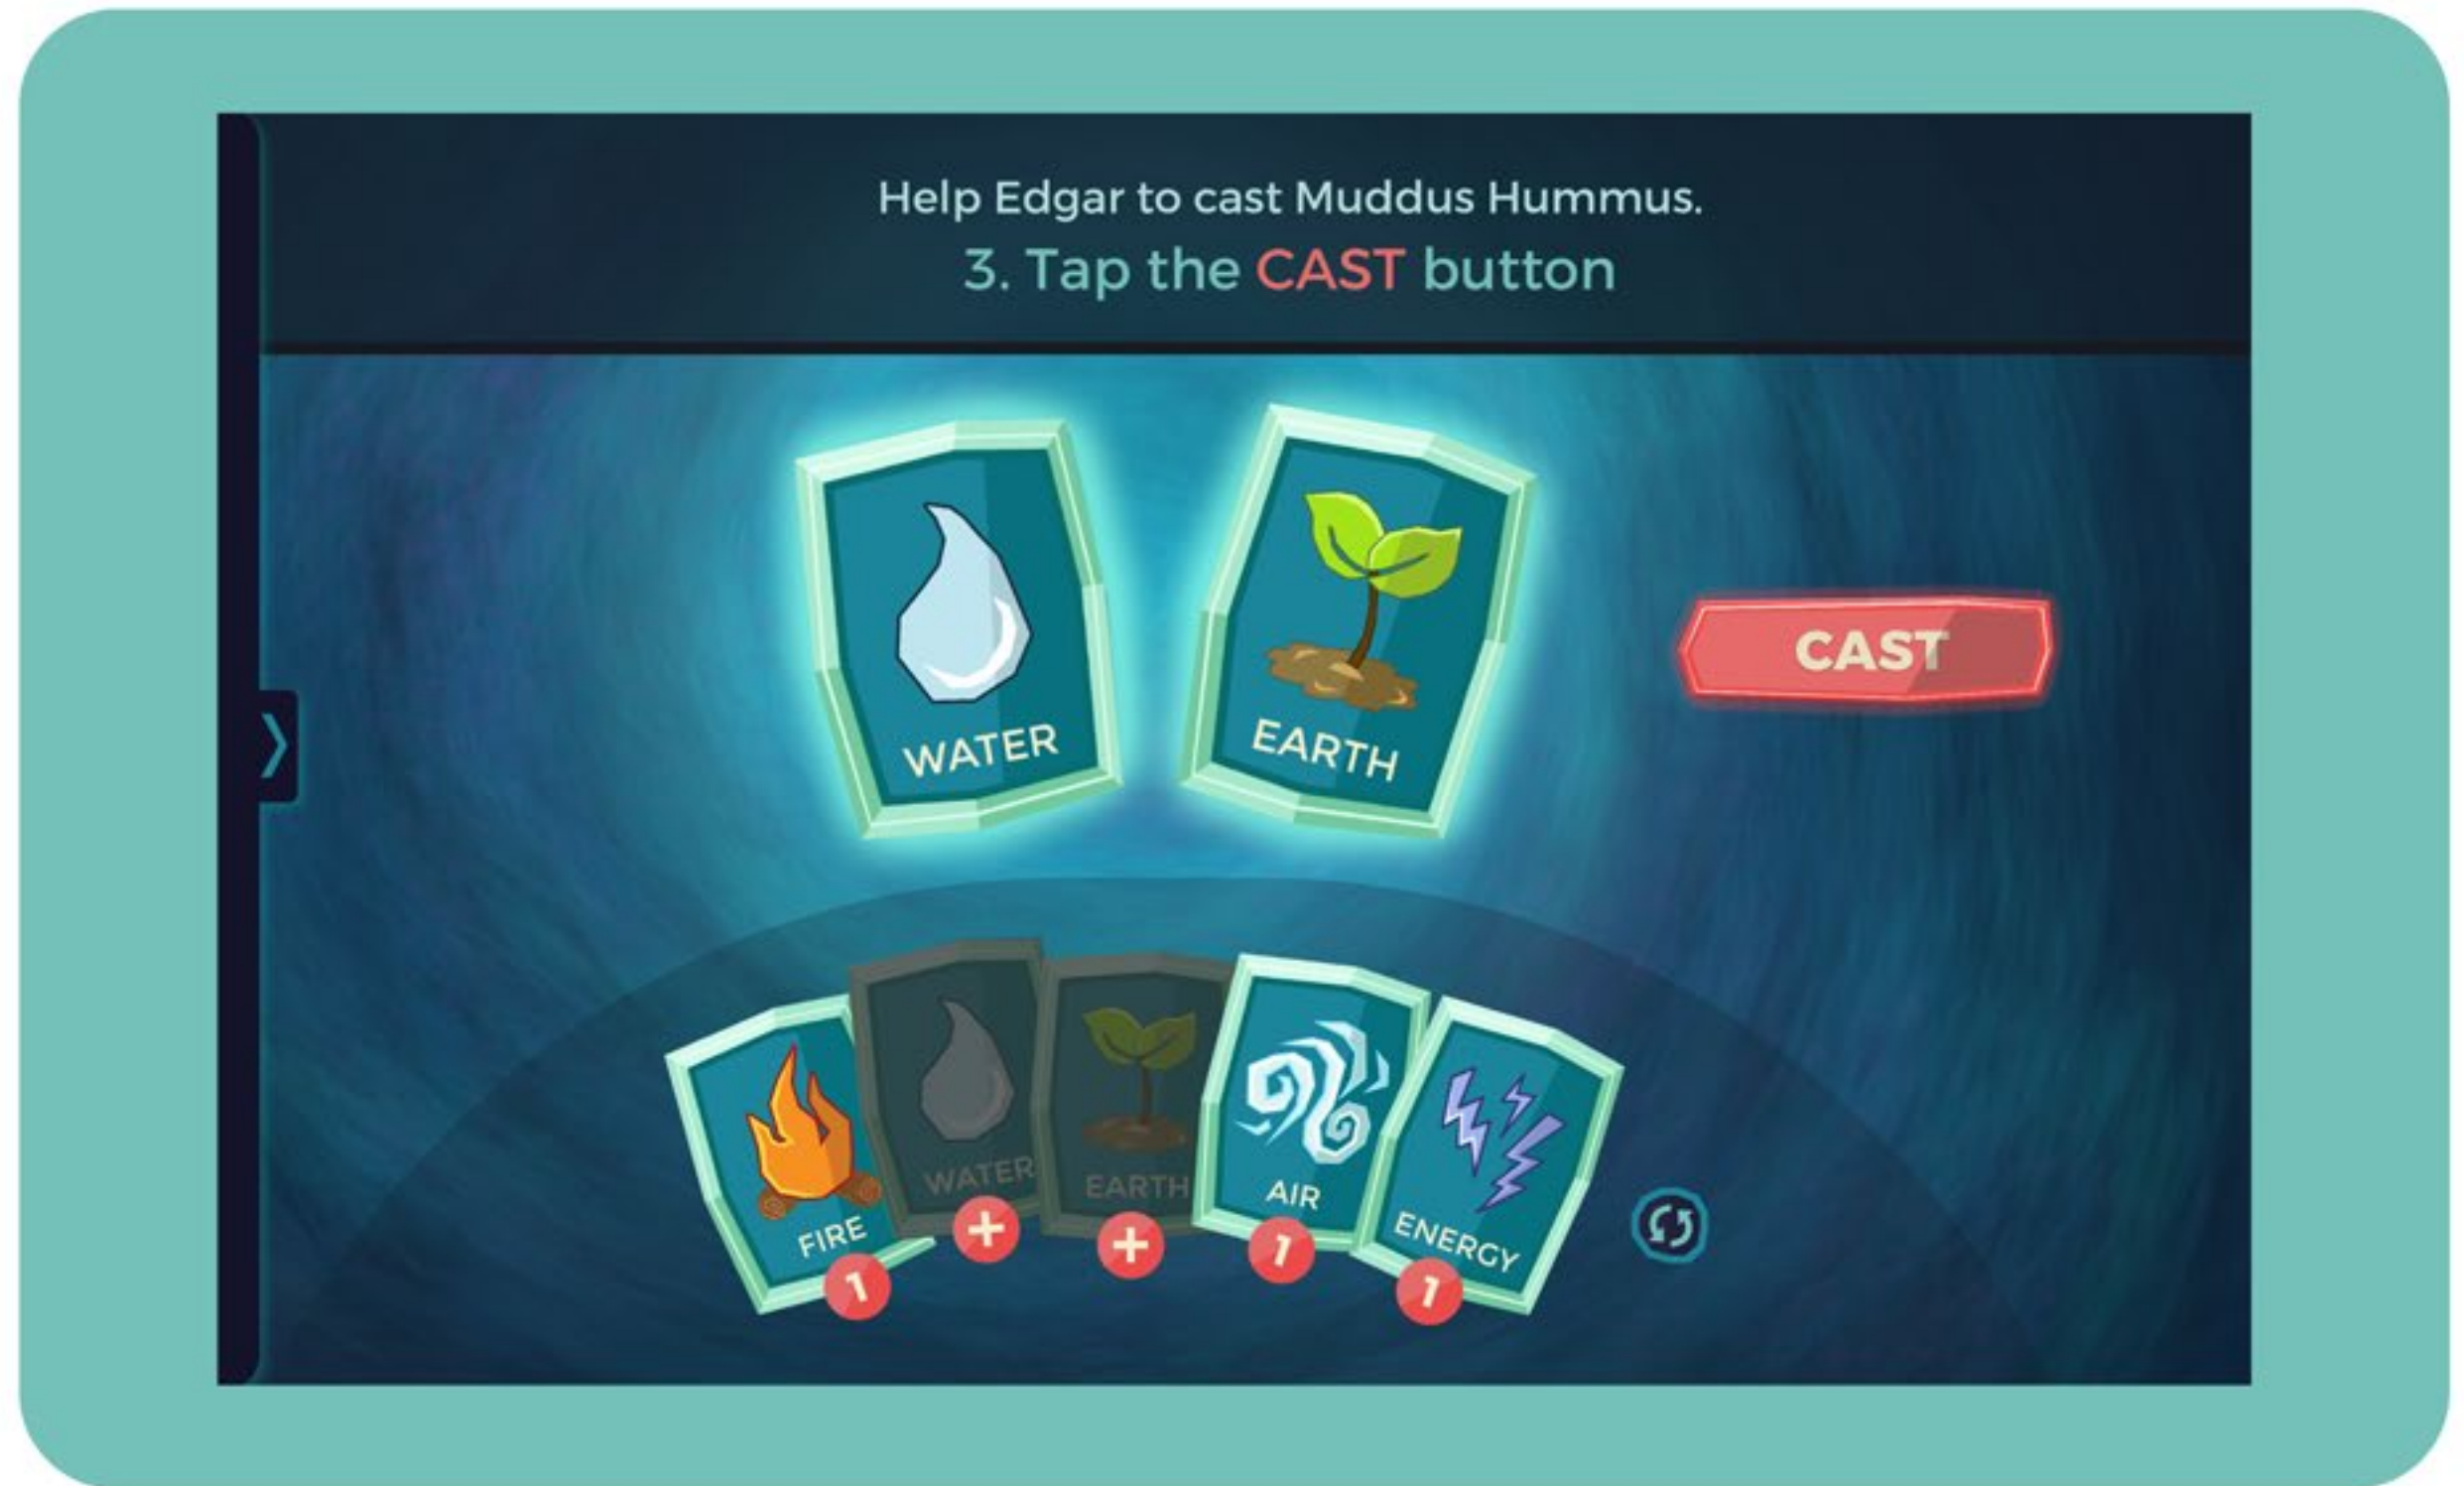 Help Edgar to cast Muddus Hummus.
3. Tap the CAST button
WATER
EARTH
CAST
FIRE
WATER
EARTH
AIR
ENERGY
1
+
+
1
1